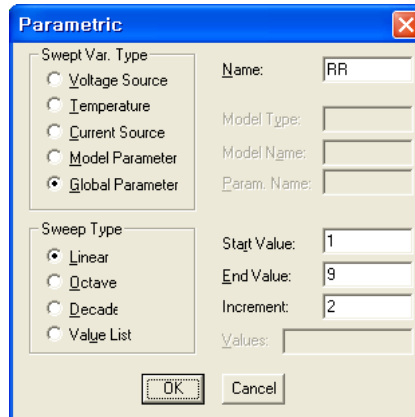 Parametric
Swept Var. Type
Voltage Source
Temperature
Current Source
Model Parameter
Global Parameter
Name: RR
Model Type:
Model Name:
Param. Name:
Sweep Type
Linear
Octave
Decade
Value List
Start Value: 1
End Value: 9
Increment: 2
Values:
OK
Cancel